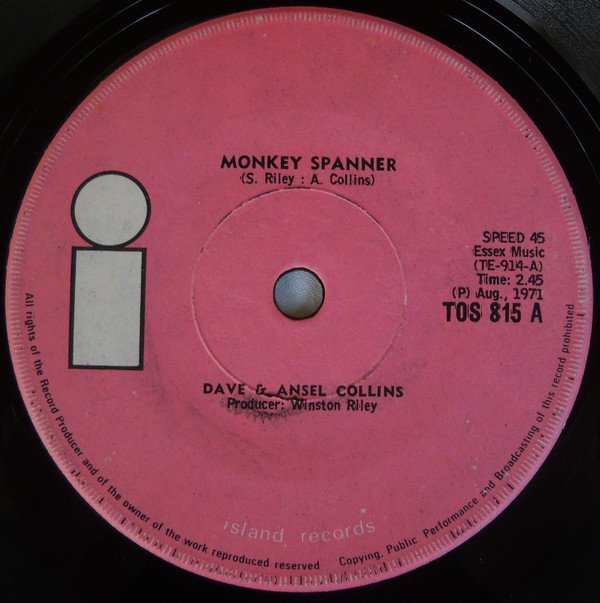 MONKEY SPANNER
(S. Riley : A. Collins)
SPEED 45
Essex Music
(TE-914-A)
Time: 2.45
(P) Aug., 1971
TOS 815 A
DAVE & ANSEL COLLINS
Producer: Winston Riley
island records
All rights of the Record Producer and of the owner of the work reproduced reserved Copying, Public Performance and Broadcasting of this record prohibited